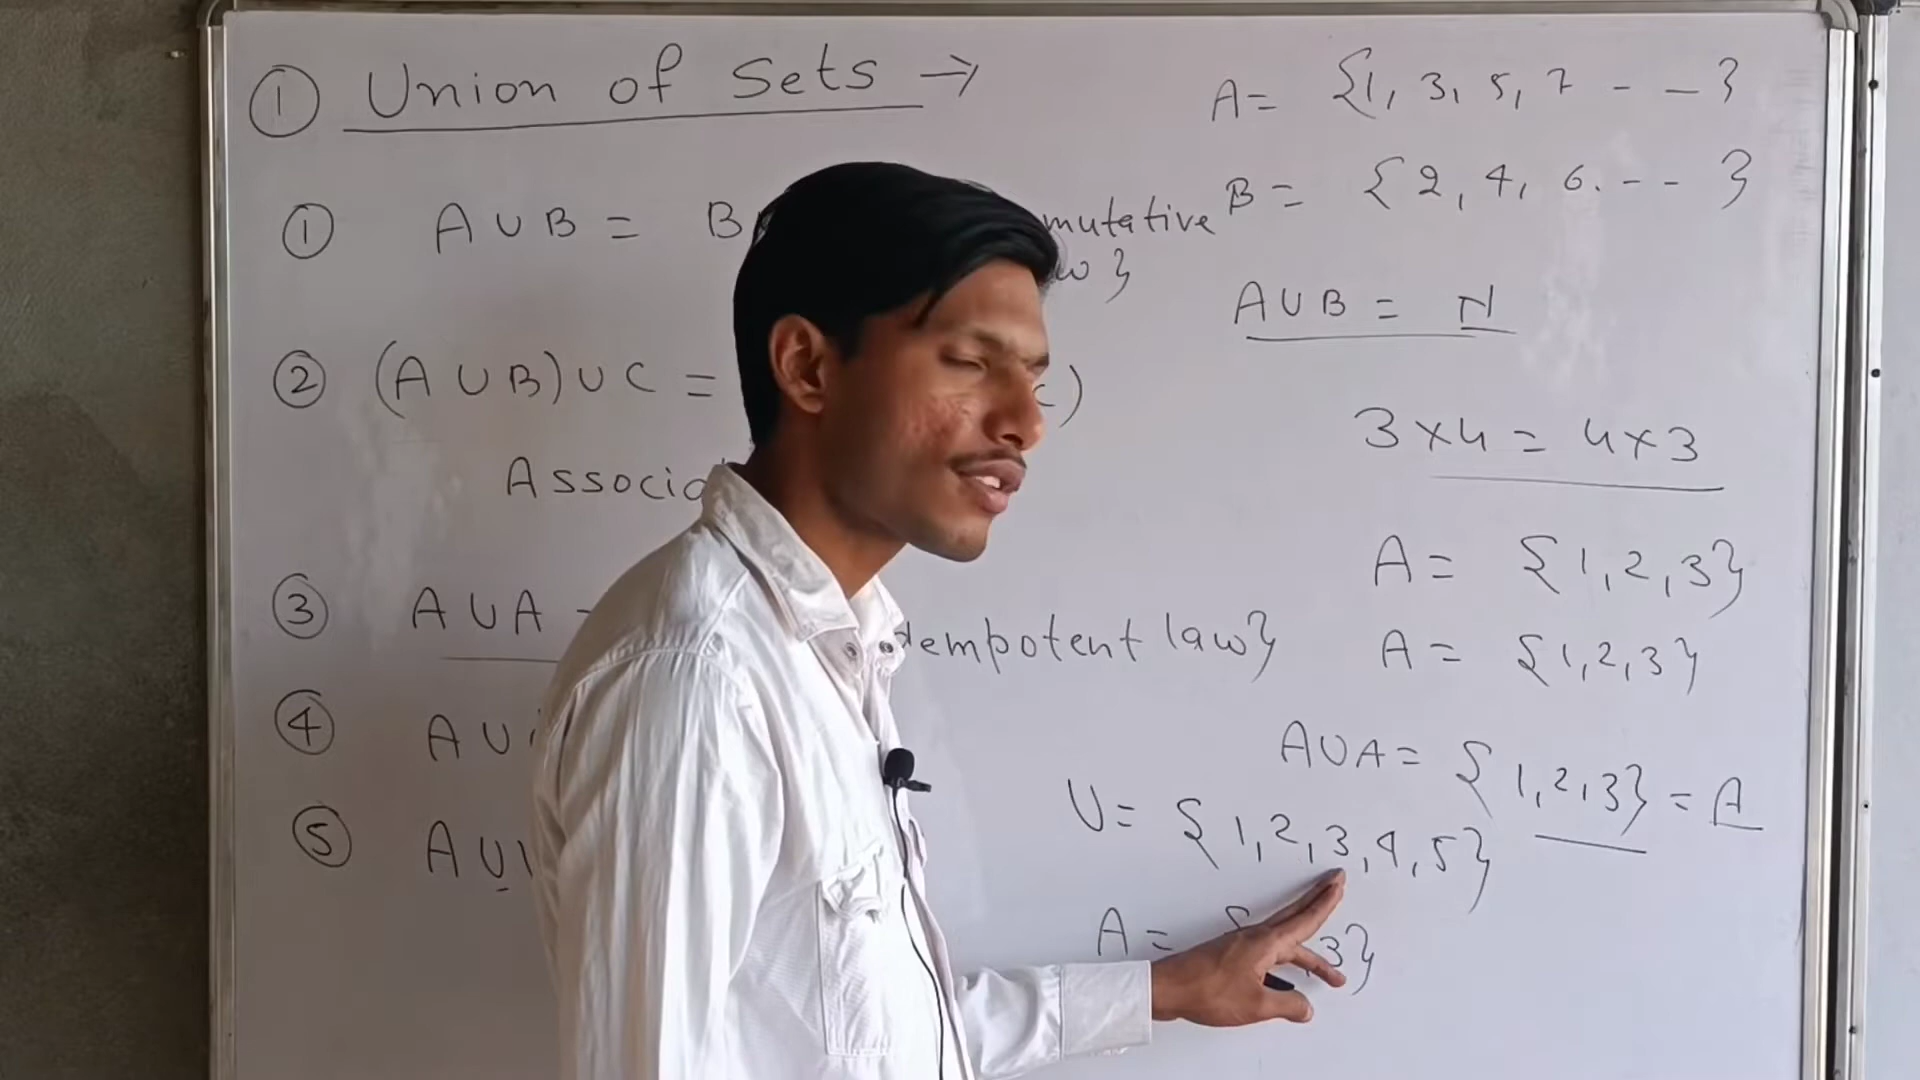 ① Union of Sets →
① A ∪ B = B mutative
w }
② (A ∪ B) ∪ C = c)
Associa
③ A ∪ A dempotent law}
④ A ∪
⑤ A ∪
A = {1, 3, 5, 7 - - }
B = { 2, 4, 6. - - - }
A ∪ B = N
3 × 4 = 4 × 3
A = {1, 2, 3}
A = {1, 2, 3}
A ∪ A = {1, 2, 3} = A
U = {1, 2, 3, 4, 5}
A = { , 3}